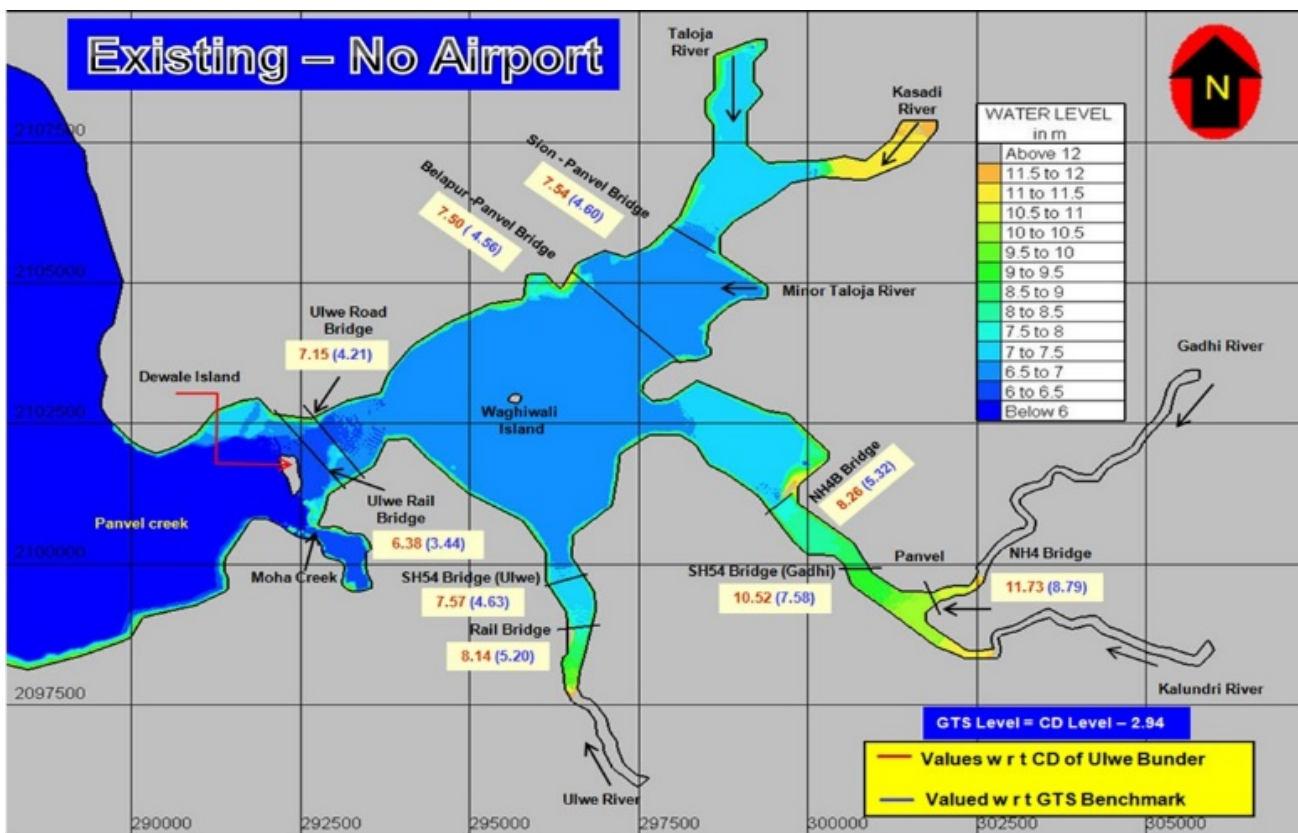 Existing – No Airport
Taloja
River
Kasadi
River
N
WATER LEVEL
in m
Above 12
11.5 to 12
11 to 11.5
10.5 to 11
10 to 10.5
9.5 to 10
9 to 9.5
8.5 to 9
8 to 8.5
7.5 to 8
7 to 7.5
6.5 to 7
6 to 6.5
Below 6
2107500
Sion - Panvel Bridge
7.54 (4.60)
Belapur -Panvel Bridge
7.50 ( 4.56)
2105000
Minor Taloja River
Ulwe Road
Bridge
7.15 (4.21)
Gadhi River
Dewale Island
2102500
Waghiwali
Island
NH4B Bridge
8.26 (5.32)
Ulwe Rail
Bridge
6.38 (3.44)
Panvel creek
2100000
Moha Creek
SH54 Bridge (Ulwe)
7.57 (4.63)
SH54 Bridge (Gadhi)
10.52 (7.58)
Panvel
NH4 Bridge
11.73 (8.79)
Rail Bridge
8.14 (5.20)
2097500
Kalundri River
Ulwe River
GTS Level = CD Level – 2.94
Values w r t CD of Ulwe Bunder
Valued w r t GTS Benchmark
290000
292500
295000
297500
300000
302500
305000